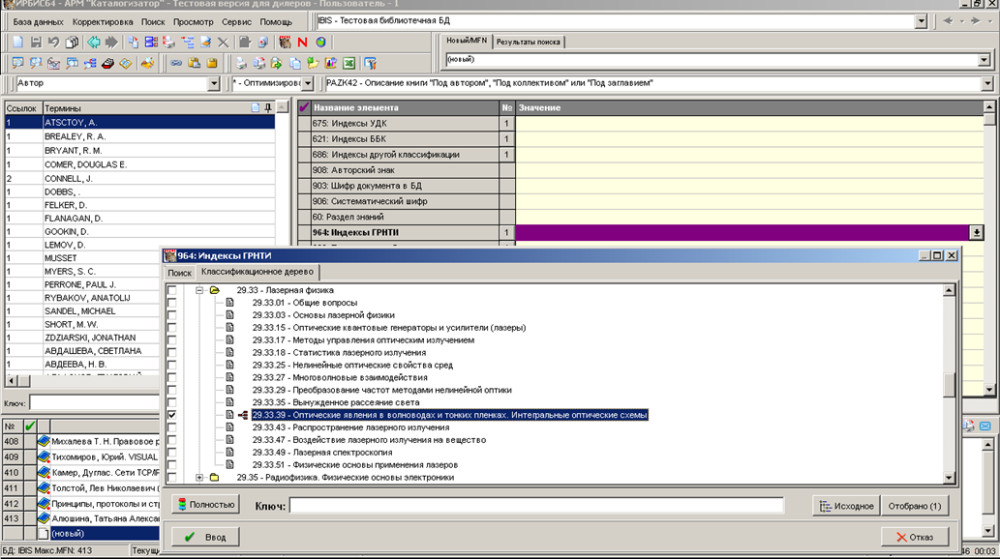 ИРБИС64 - АРМ "Каталогизатор" - Тестовая версия для дилеров - Пользователь - 1
База данных Корректировка Поиск Просмотр Сервис Помощь
IBIS - Тестовая библиотечная БД
Новый/MFN Результаты поиска
(новый)
Автор
* - Оптимизирова
PAZK42 - Описание книги "Под автором", "Под коллективом" или "Под заглавием"
Ссылок Термины
1 ATSCTOY, A.
1 BREALEY, R. A.
1 BRYANT, R. M.
1 COMER, DOUGLAS E.
2 CONNELL, J.
1 DOBBS, .
1 FELKER, D.
1 FLANAGAN, D.
1 GOOKIN, D.
1 LEMOV, D.
1 MUSSET
1 MYERS, S. C.
1 PERRONE, PAUL J.
1 RYBAKOV, ANATOLIJ
1 SANDEL, MICHAEL
1 SHORT, M. W.
1 ZDZIARSKI, JONATHAN
1 АВДАШЕВА, СВЕТЛАНА
1 АВДЕЕВА, Н. В.
Ключ:
Название элемента № Значение
675: Индексы УДК 1
621: Индексы ББК 1
686: Индексы другой классификации 1
908: Авторский знак
903: Шифр документа в БД
906: Систематический шифр
60: Раздел знаний
964: Индексы ГРНТИ 1
964: Индексы ГРНТИ
Поиск Классификационное дерево
29.33 - Лазерная физика
29.33.01 - Общие вопросы
29.33.03 - Основы лазерной физики
29.33.15 - Оптические квантовые генераторы и усилители (лазеры)
29.33.17 - Методы управления оптическим излучением
29.33.18 - Статистика лазерного излучения
29.33.25 - Нелинейные оптические свойства сред
29.33.27 - Многоволновые взаимодействия
29.33.29 - Преобразование частот методами нелинейной оптики
29.33.35 - Вынужденное рассеяние света
29.33.39 - Оптические явления в волноводах и тонких пленках. Интегральные оптические схемы
29.33.43 - Распространение лазерного излучения
29.33.47 - Воздействие лазерного излучения на вещество
29.33.49 - Лазерная спектроскопия
29.33.51 - Физические основы применения лазеров
29.35 - Радиофизика. Физические основы электроники
Полностью Ключ: Исходное Отобрано (1)
Ввод Отказ
№
408 Михалева Т. Н. Правовое р
409 Тихомиров, Юрий. VISUAL
410 Камер, Дуглас. Сети TCP/P
411 Толстой, Лев Николаевич (
412 Принципы, протоколы и ст
413 Алюшина, Татьяна Алекса
(новый)
БД: IBIS Макс.MFN: 413 Текущи
46 00:03